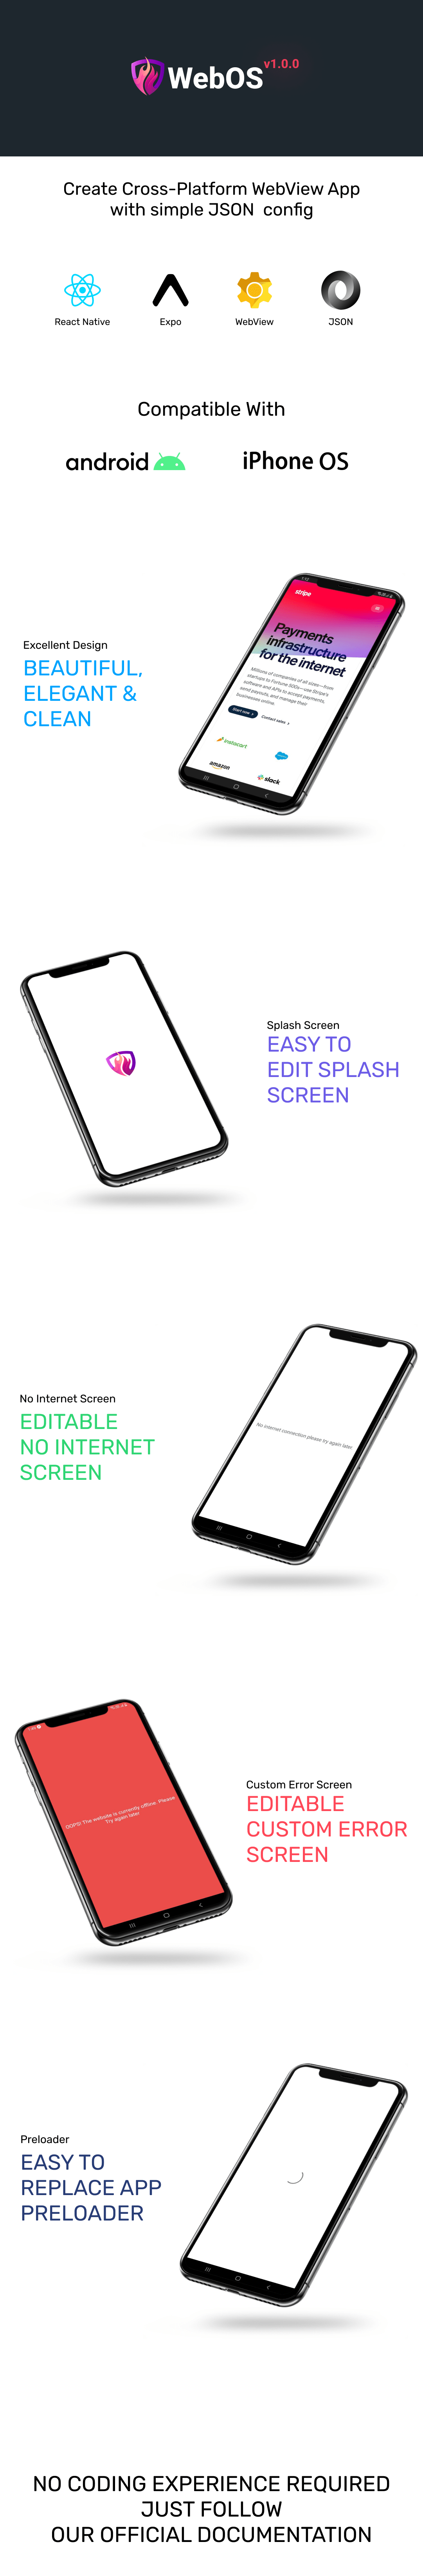 WebOS v1.0.0
Create Cross-Platform WebView App
with simple JSON config
React Native
Expo
WebView
JSON
Compatible With
android
iPhone OS
Excellent Design
BEAUTIFUL,
ELEGANT &
CLEAN
stripe
Payments
infrastructure
for the internet
Millions of companies of all sizes—from
startups to Fortune 500s—use Stripe's
software and APIs to accept payments,
send payouts, and manage their
businesses online.
Start now
Contact sales
instacart
amazon
slack
Splash Screen
EASY TO
EDIT SPLASH
SCREEN
No Internet Screen
EDITABLE
NO INTERNET
SCREEN
No internet connection please try again later
OOPS! The website is currently offline. Please
Try again later
Custom Error Screen
EDITABLE
CUSTOM ERROR
SCREEN
Preloader
EASY TO
REPLACE APP
PRELOADER
NO CODING EXPERIENCE REQUIRED
JUST FOLLOW
OUR OFFICIAL DOCUMENTATION